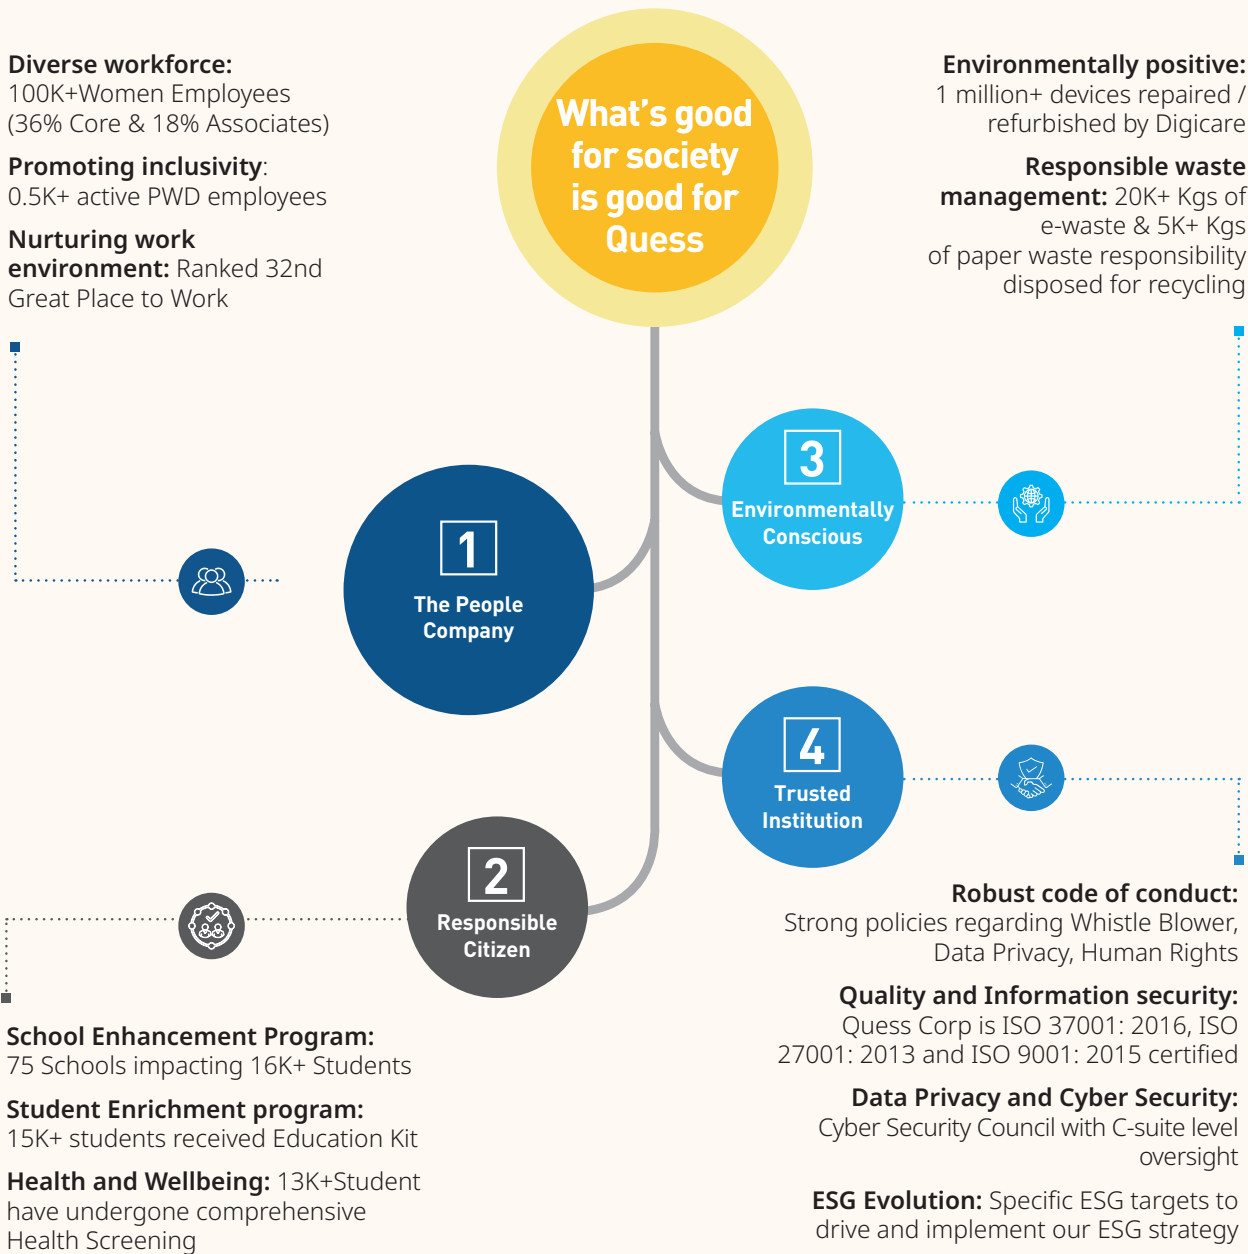 Diverse workforce:
100K+Women Employees
(36% Core & 18% Associates)
Promoting inclusivity:
0.5K+ active PWD employees
Nurturing work
environment: Ranked 32nd
Great Place to Work
What's good
for society
is good for
Quess
Environmentally positive:
1 million+ devices repaired /
refurbished by Digicare
Responsible waste
management: 20K+ Kgs of
e-waste & 5K+ Kgs
of paper waste responsibility
disposed for recycling
1
The People
Company
3
Environmentally
Conscious
4
Trusted
Institution
2
Responsible
Citizen
School Enhancement Program:
75 Schools impacting 16K+ Students
Student Enrichment program:
15K+ students received Education Kit
Health and Wellbeing: 13K+Student
have undergone comprehensive
Health Screening
Robust code of conduct:
Strong policies regarding Whistle Blower,
Data Privacy, Human Rights
Quality and Information security:
Quess Corp is ISO 37001: 2016, ISO
27001: 2013 and ISO 9001: 2015 certified
Data Privacy and Cyber Security:
Cyber Security Council with C-suite level
oversight
ESG Evolution: Specific ESG targets to
drive and implement our ESG strategy